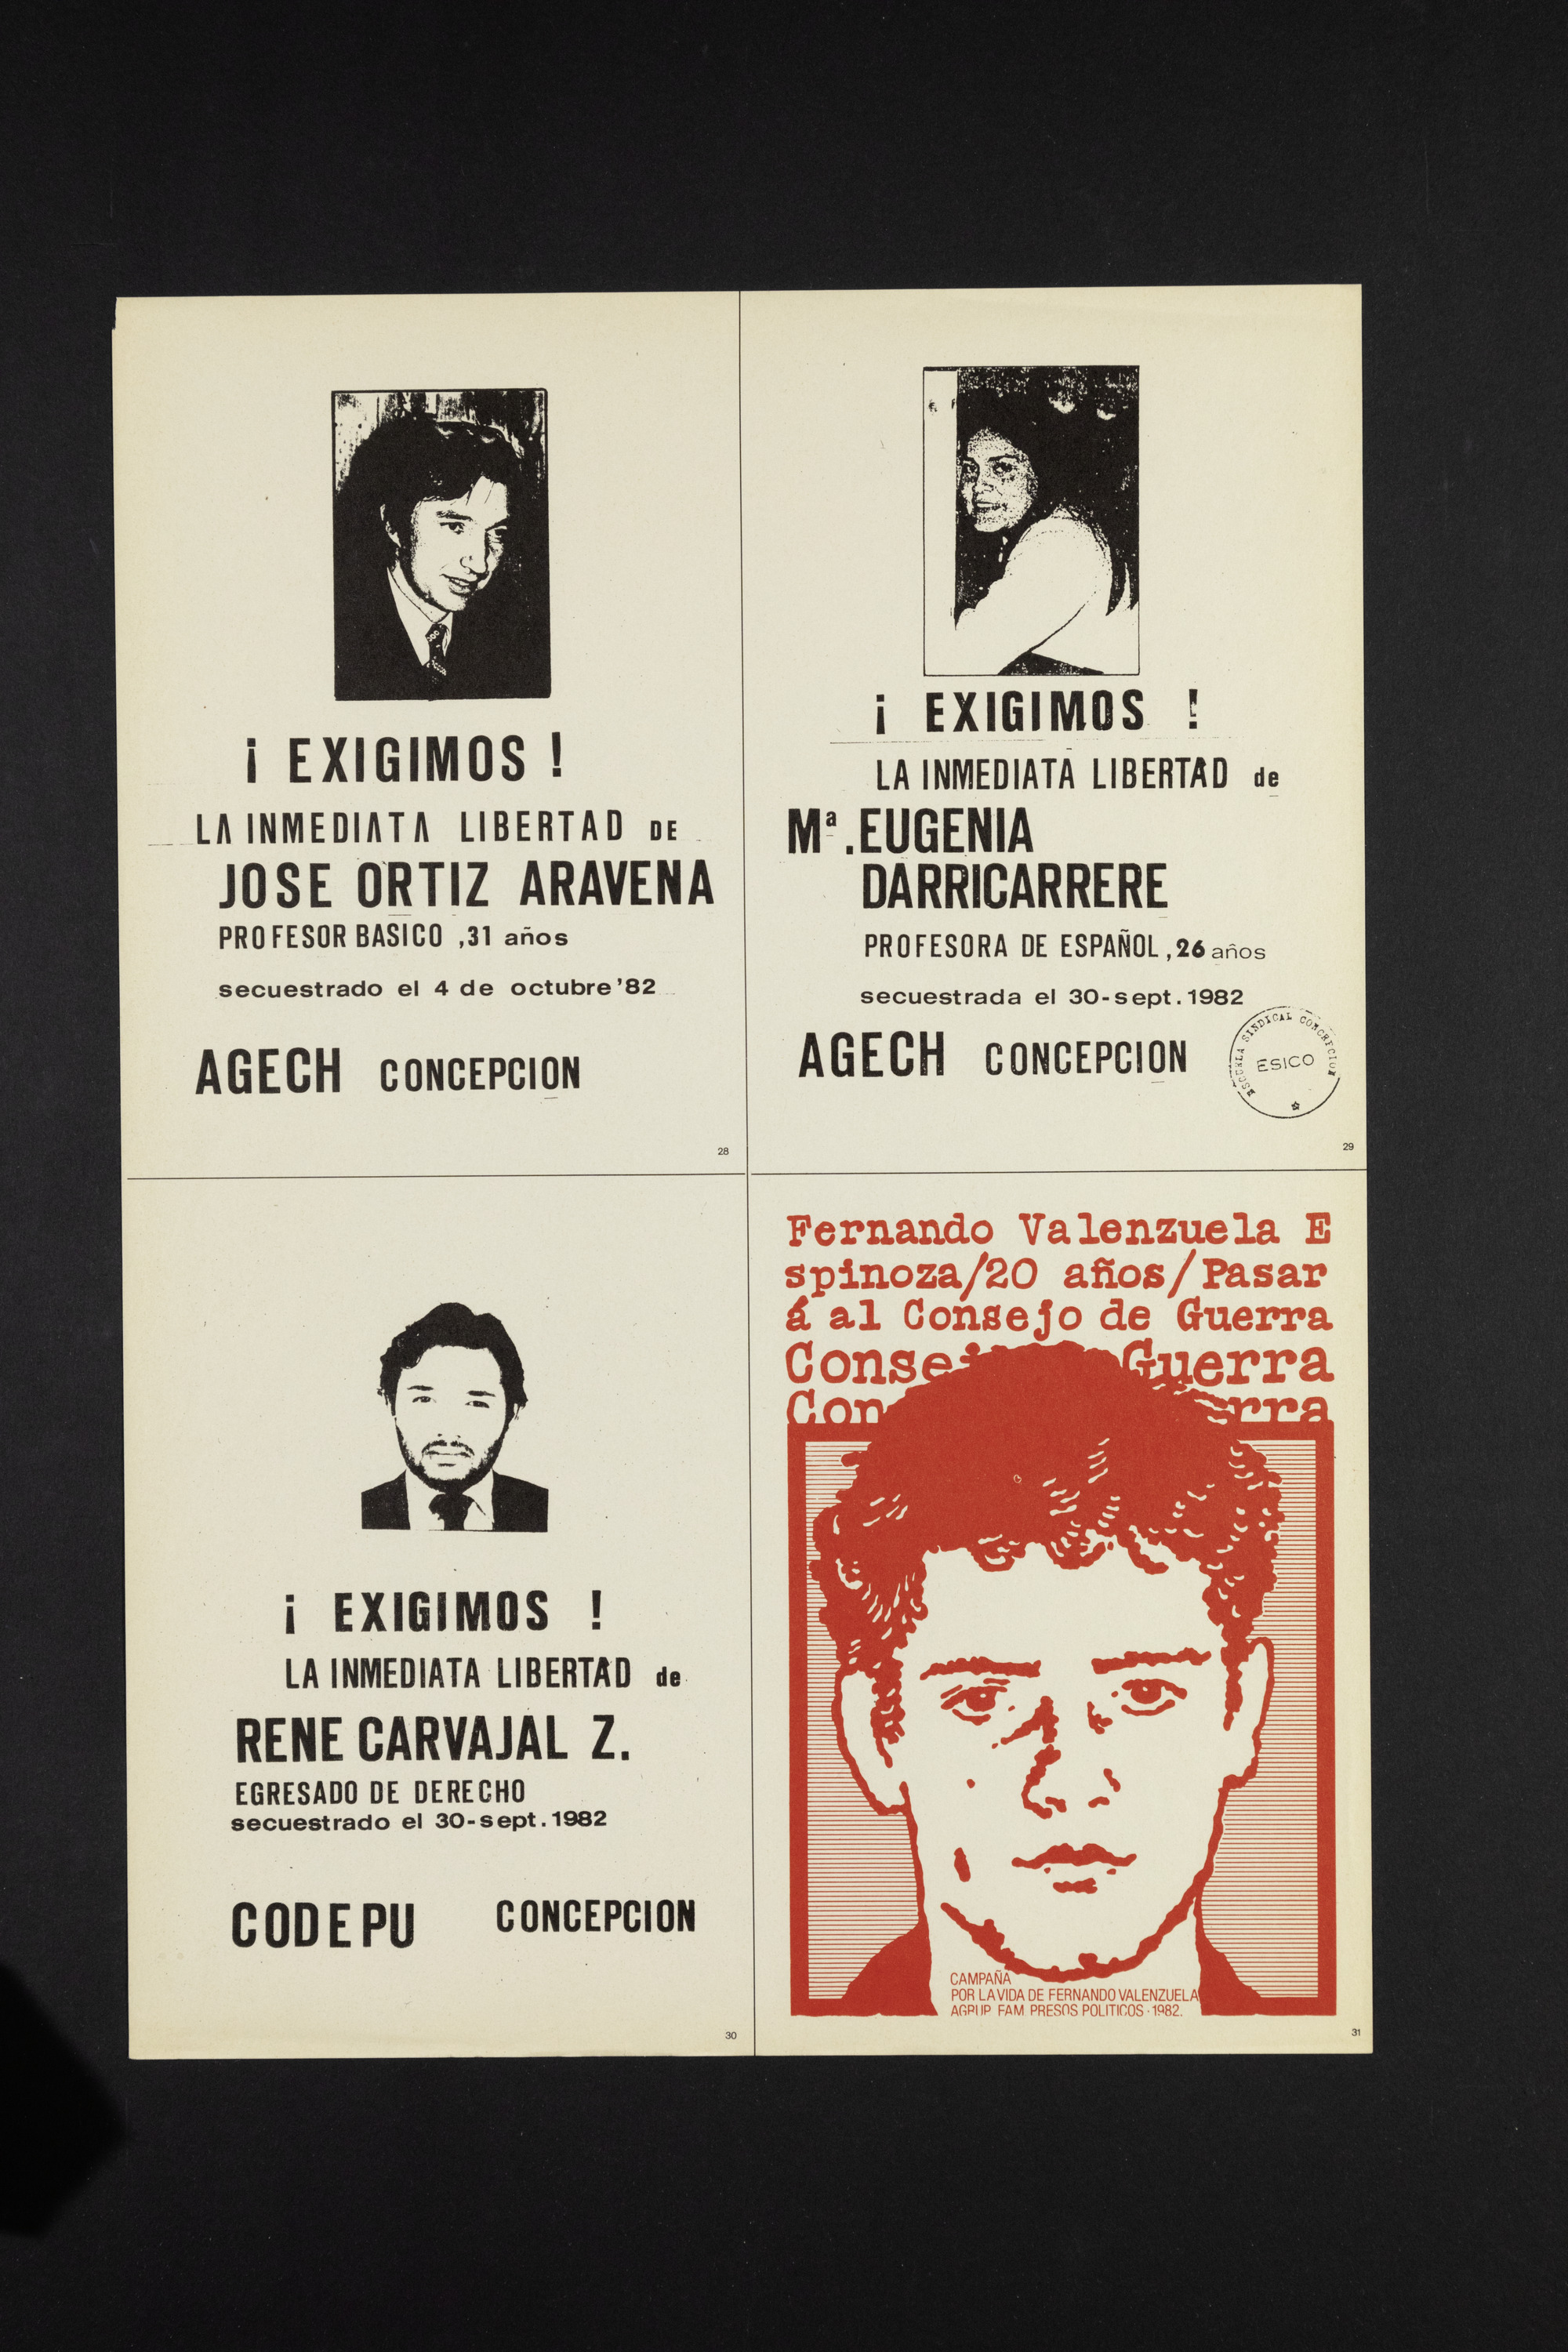 ¡ EXIGIMOS !
LA INMEDIATA LIBERTAD DE
JOSE ORTIZ ARAVENA
PROFESOR BASICO ,31 años
secuestrado el 4 de octubre '82
AGECH CONCEPCION
28
¡ EXIGIMOS !
LA INMEDIATA LIBERTAD de
Mª. EUGENIA
DARRICARRERE
PROFESORA DE ESPAÑOL, 26 años
secuestrada el 30-sept. 1982
AGECH CONCEPCION
ESCUELA SINDICAL CONCEPCION
ESICO
29
¡ EXIGIMOS !
LA INMEDIATA LIBERTAD de
RENE CARVAJAL Z.
EGRESADO DE DERECHO
secuestrado el 30-sept. 1982
CODEPU CONCEPCION
30
Fernando Valenzuela E
spinoza/20 años/Pasar
á al Consejo de Guerra
Consej Guerra
Con rra
CAMPAÑA
POR LA VIDA DE FERNANDO VALENZUELA
AGRUP. FAM. PRESOS POLITICOS · 1982.
31